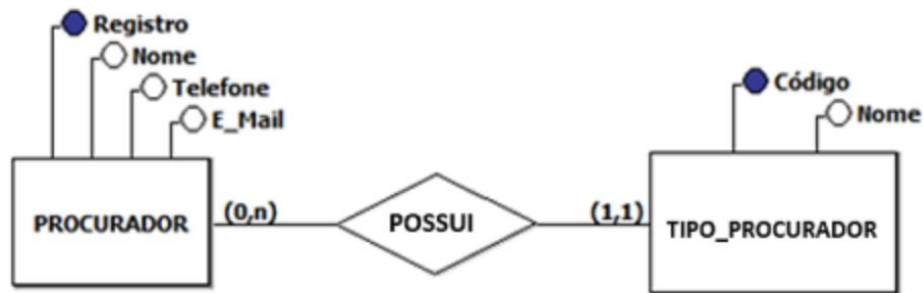 Registro
Nome
Telefone
E_Mail
Código
Nome
PROCURADOR
(0,n)
POSSUI
(1,1)
TIPO_PROCURADOR